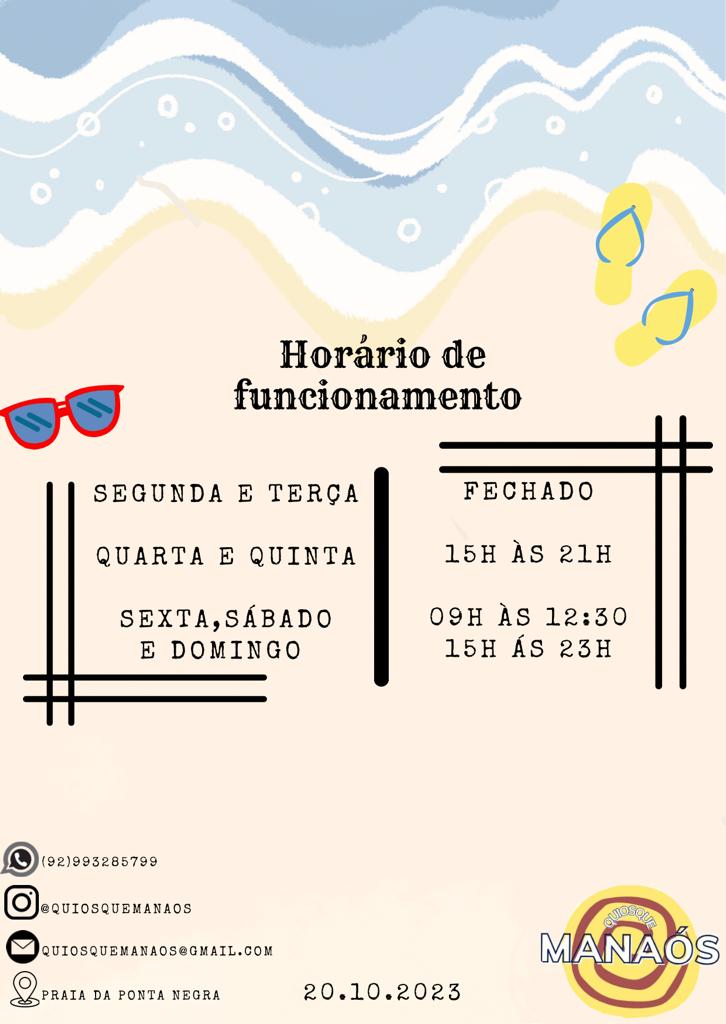 Horário de
funcionamento
SEGUNDA E TERÇA
FECHADO
QUARTA E QUINTA
15H ÀS 21H
SEXTA,SÁBADO
E DOMINGO
09H ÀS 12:30
15H ÁS 23H
(92)993285799
@QUIOSQUEMANAOS
QUIOSQUEMANAOS@GMAIL.COM
PRAIA DA PONTA NEGRA
20.10.2023
QUIOSQUE
MANAÓS